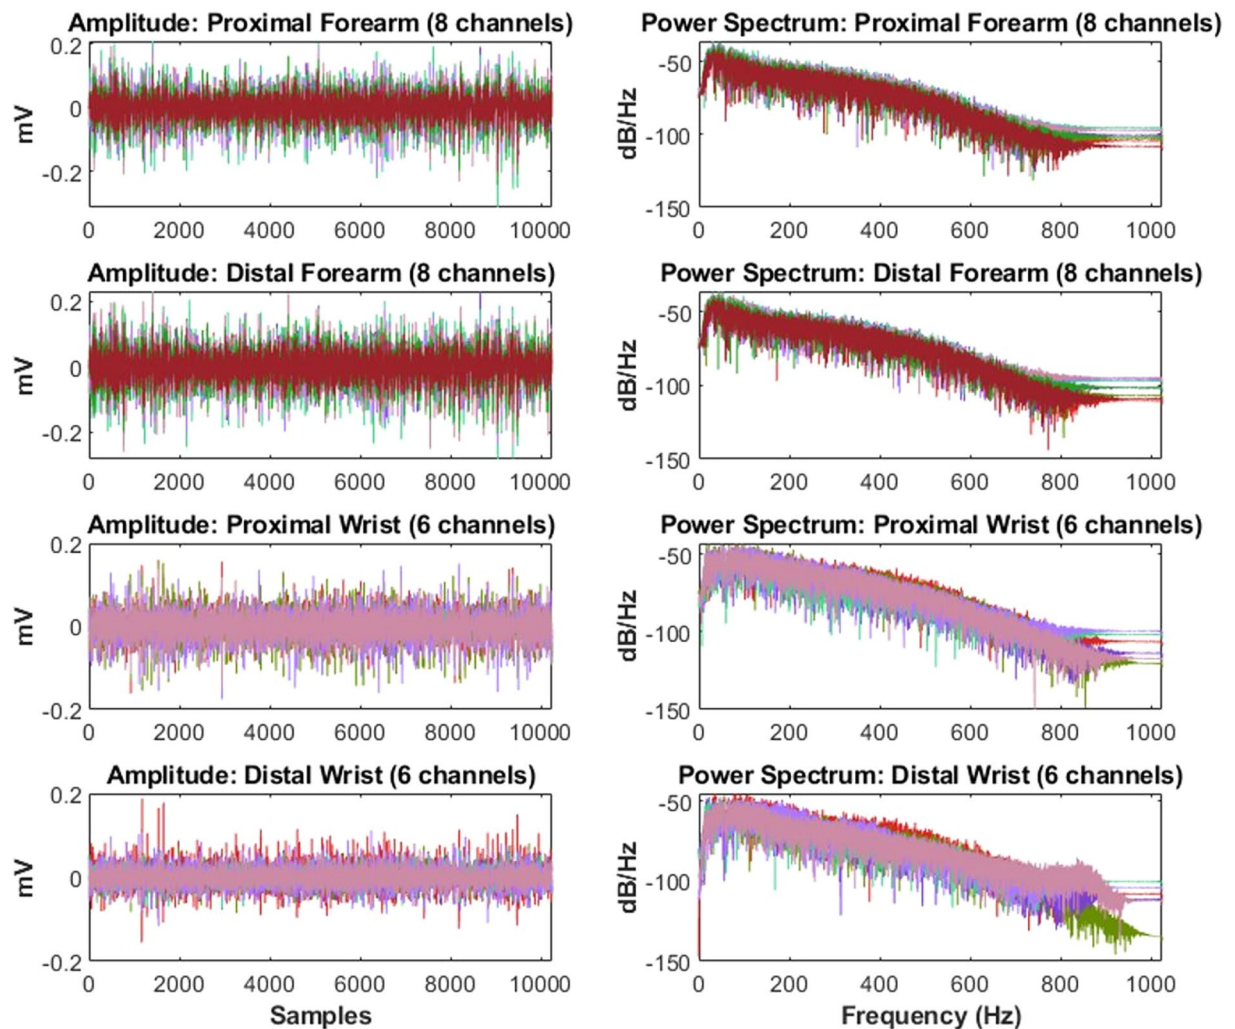 Amplitude: Proximal Forearm (8 channels)
Power Spectrum: Proximal Forearm (8 channels)
0.2
0
-0.2
mV
0 2000 4000 6000 8000 10000
-50
-100
-150
dB/Hz
0 200 400 600 800 1000
Amplitude: Distal Forearm (8 channels)
Power Spectrum: Distal Forearm (8 channels)
0.2
0
-0.2
mV
0 2000 4000 6000 8000 10000
-50
-100
-150
dB/Hz
0 200 400 600 800 1000
Amplitude: Proximal Wrist (6 channels)
Power Spectrum: Proximal Wrist (6 channels)
0.2
0
-0.2
mV
0 2000 4000 6000 8000 10000
-50
-100
-150
dB/Hz
0 200 400 600 800 1000
Amplitude: Distal Wrist (6 channels)
Power Spectrum: Distal Wrist (6 channels)
0.2
0
-0.2
mV
0 2000 4000 6000 8000 10000
Samples
-50
-100
-150
dB/Hz
0 200 400 600 800 1000
Frequency (Hz)